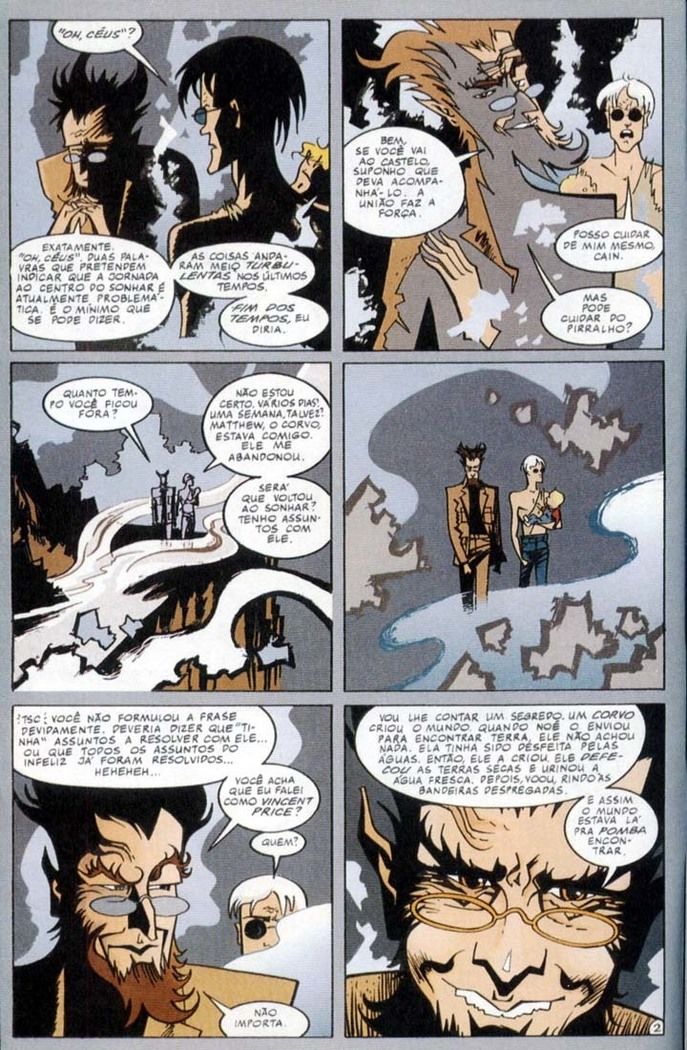 "OH, CÉUS"?
EXATAMENTE.
"OH, CÉUS". DUAS PALA-
VRAS QUE PRETENDEM
INDICAR QUE A JORNADA
AO CENTRO DO SONHAR É
ATUALMENTE PROBLEMÁ-
TICA. É O MÍNIMO QUE
SE PODE DIZER.
AS COISAS ANDA-
RAM MEIO TURBU-
LENTAS NOS ÚLTIMOS
TEMPOS.
FIM DOS
TEMPOS, EU
DIRIA.
BEM,
SE VOCÊ VAI
AO CASTELO,
SUPONHO QUE
DEVA ACOMPA-
NHÁ-LO. A
UNIÃO FAZ A
FORÇA.
POSSO CUIDAR
DE MIM MESMO,
CAIN.
MAS
PODE
CUIDAR DO
PIRRALHO?
QUANTO TEM-
PO VOCÊ FICOU
FORA?
NÃO ESTOU
CERTO. VÁRIOS DIAS!
UMA SEMANA, TALVEZ?
MATTHEW, O CORVO,
ESTAVA COMIGO.
ELE ME
ABANDONOU.
SERÁ
QUE VOLTOU
AO SONHAR?
TENHO ASSUN-
TOS COM
ELE.
!TSC! VOCÊ NÃO FORMULOU A FRASE
DEVIDAMENTE. DEVERIA DIZER QUE "TI-
NHA" ASSUNTOS A RESOLVER COM ELE...
OU QUE TODOS OS ASSUNTOS DO
INFELIZ JÁ FORAM RESOLVIDOS...
HEHEHEH...
VOCÊ ACHA
QUE EU FALEI
COMO VINCENT
PRICE?
QUEM?
NÃO
IMPORTA.
VOU LHE CONTAR UM SEGREDO. UM CORVO
CRIOU O MUNDO. QUANDO NOÉ O ENVIOU
PARA ENCONTRAR TERRA, ELE NÃO ACHOU
NADA. ELA TINHA SIDO DESFEITA PELAS
ÁGUAS. ENTÃO, ELE A CRIOU. ELE DEFE-
COU AS TERRAS SECAS E URINOU A
ÁGUA FRESCA. DEPOIS, VOOU, RINDO ÀS
BANDEIRAS DESPREGADAS.
E ASSIM
O MUNDO
ESTAVA LÁ
PRA POMBA
ENCON-
TRAR.
2